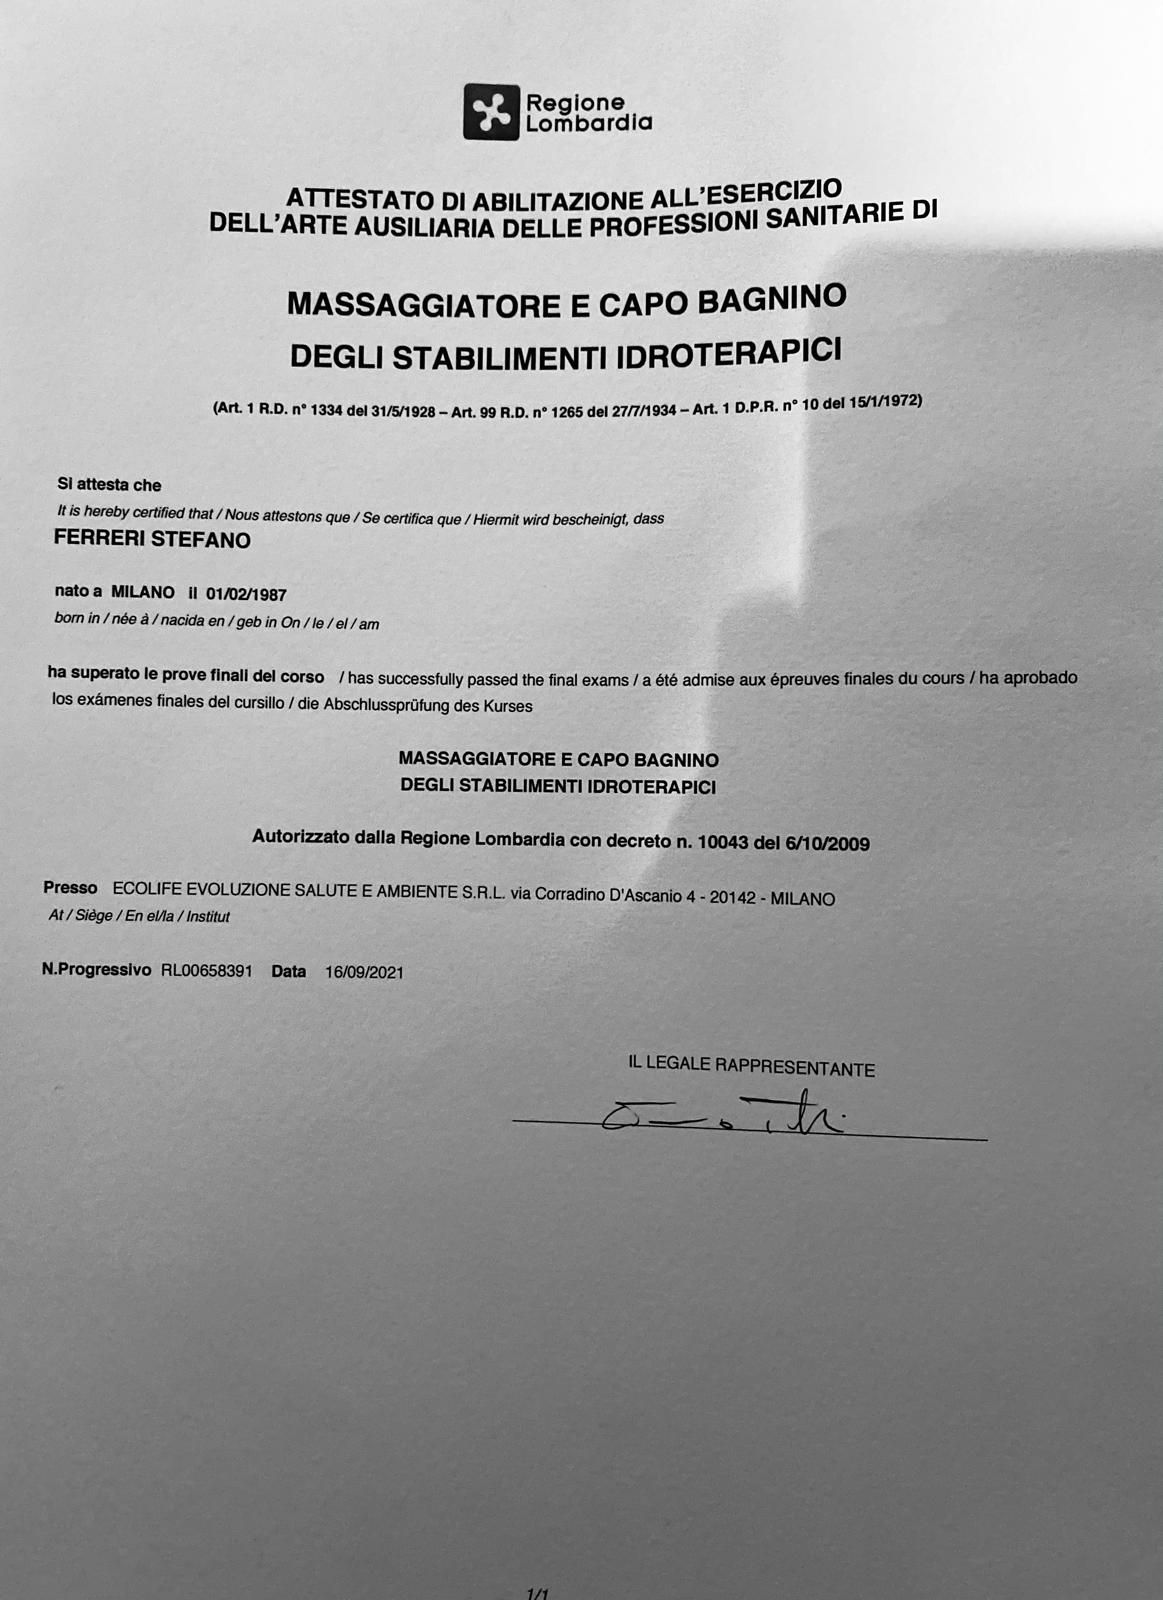 Regione
Lombardia
ATTESTATO DI ABILITAZIONE ALL'ESERCIZIO
DELL'ARTE AUSILIARIA DELLE PROFESSIONI SANITARIE DI
MASSAGGIATORE E CAPO BAGNINO
DEGLI STABILIMENTI IDROTERAPICI
(Art. 1 R.D. n° 1334 del 31/5/1928 – Art. 99 R.D. n° 1265 del 27/7/1934 – Art. 1 D.P.R. n° 10 del 15/1/1972)
Si attesta che
It is hereby certified that / Nous attestons que / Se certifica que / Hiermit wird bescheinigt, dass
FERRERI STEFANO
nato a MILANO il 01/02/1987
born in / née à / nacida en / geb in On / le / el / am
ha superato le prove finali del corso / has successfully passed the final exams / a été admise aux épreuves finales du cours / ha aprobado
los exámenes finales del cursillo / die Abschlussprüfung des Kurses
MASSAGGIATORE E CAPO BAGNINO
DEGLI STABILIMENTI IDROTERAPICI
Autorizzato dalla Regione Lombardia con decreto n. 10043 del 6/10/2009
Presso ECOLIFE EVOLUZIONE SALUTE E AMBIENTE S.R.L. via Corradino D'Ascanio 4 - 20142 - MILANO
At / Siège / En el/la / Institut
N.Progressivo RL00658391 Data 16/09/2021
IL LEGALE RAPPRESENTANTE
1/1